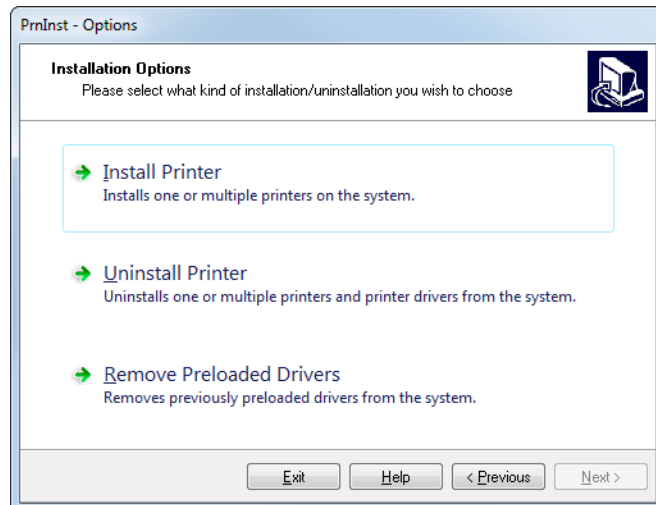 PrnInst - Options
Installation Options
Please select what kind of installation/uninstallation you wish to choose
Install Printer
Installs one or multiple printers on the system.
Uninstall Printer
Uninstalls one or multiple printers and printer drivers from the system.
Remove Preloaded Drivers
Removes previously preloaded drivers from the system.
Exit Help < Previous Next >